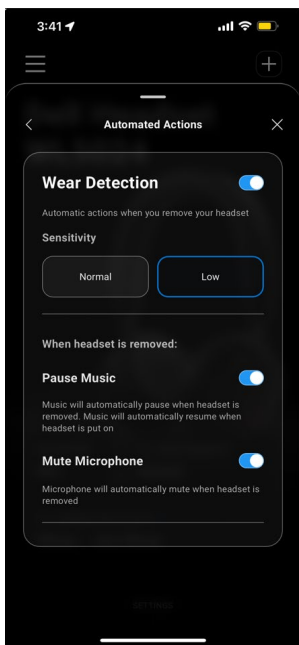 3:41
Automated Actions
Wear Detection
Automatic actions when you remove your headset
Sensitivity
Normal
Low
When headset is removed:
Pause Music
Music will automatically pause when headset is
removed. Music will automatically resume when
headset is put on
Mute Microphone
Microphone will automatically mute when headset is
removed
SETTINGS